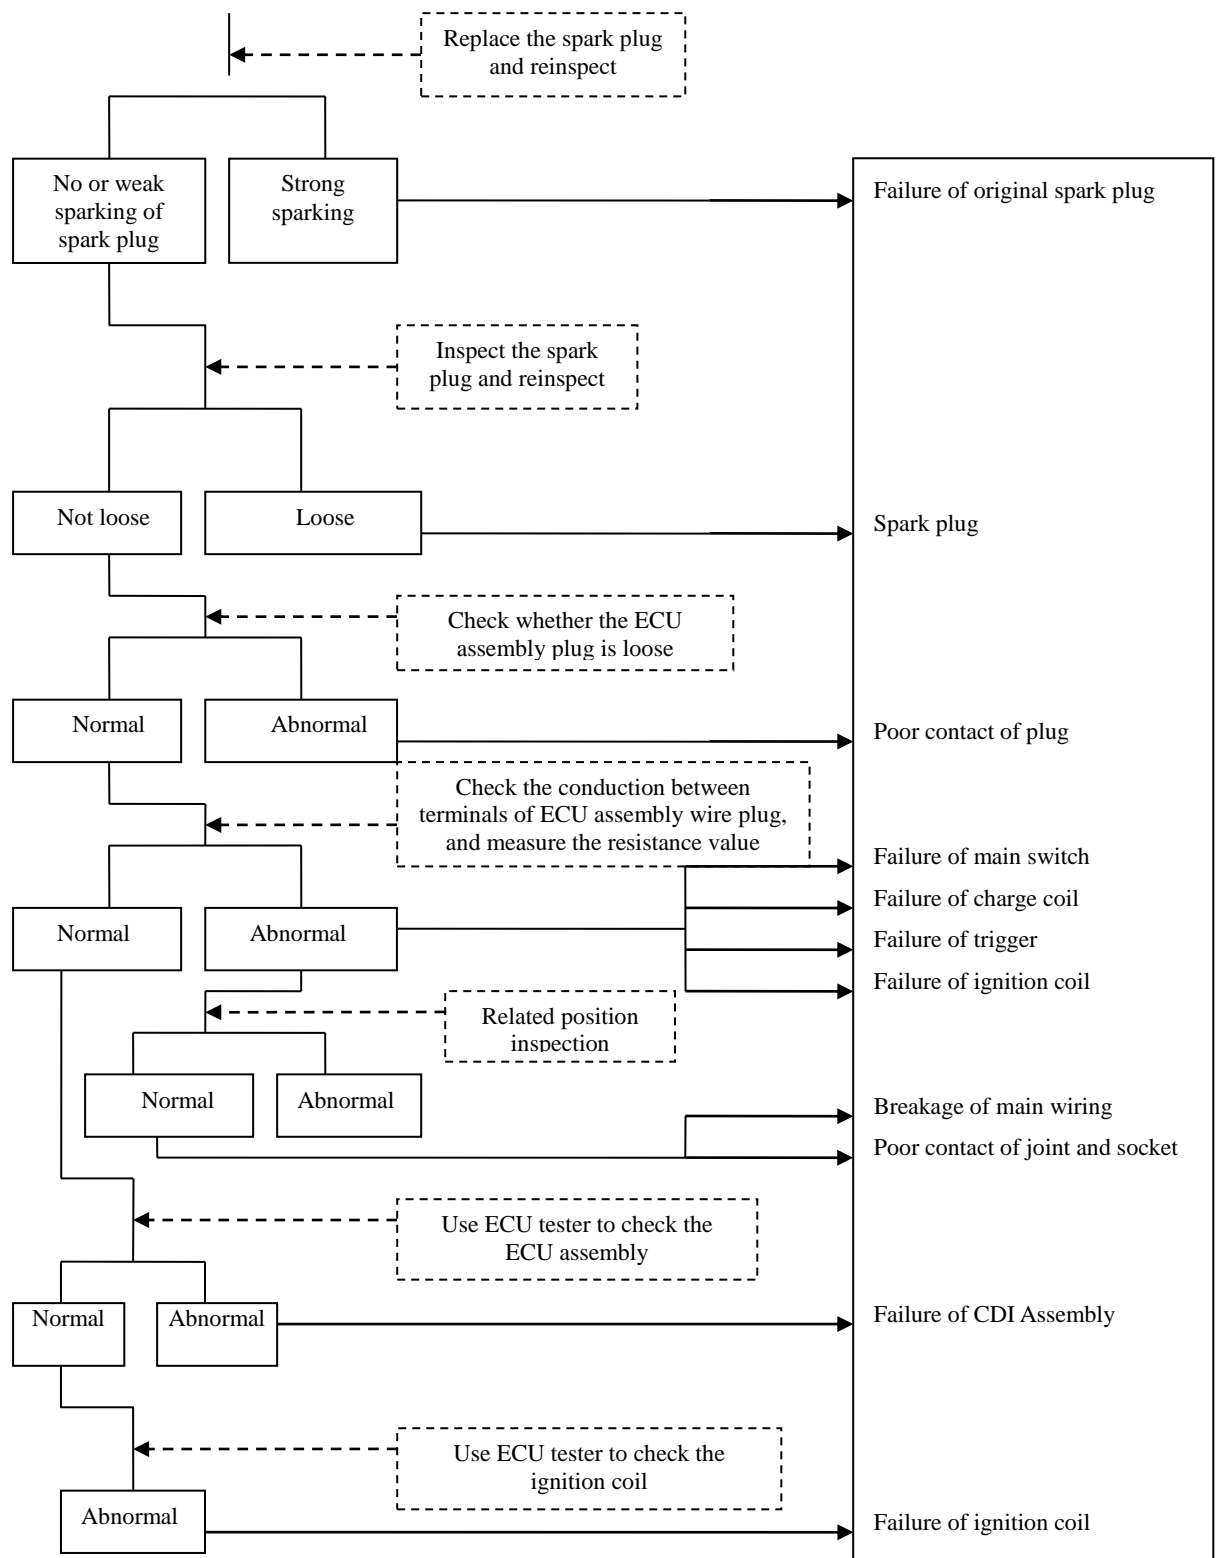 Replace the spark plug
and reinspect
No or weak
sparking of
spark plug
Strong
sparking
Failure of original spark plug
Inspect the spark
plug and reinspect
Not loose
Loose
Spark plug
Check whether the ECU
assembly plug is loose
Normal
Abnormal
Poor contact of plug
Check the conduction between
terminals of ECU assembly wire plug,
and measure the resistance value
Failure of main switch
Failure of charge coil
Normal
Abnormal
Failure of trigger
Failure of ignition coil
Related position
inspection
Normal
Abnormal
Breakage of main wiring
Poor contact of joint and socket
Use ECU tester to check the
ECU assembly
Normal
Abnormal
Failure of CDI Assembly
Use ECU tester to check the
ignition coil
Abnormal
Failure of ignition coil